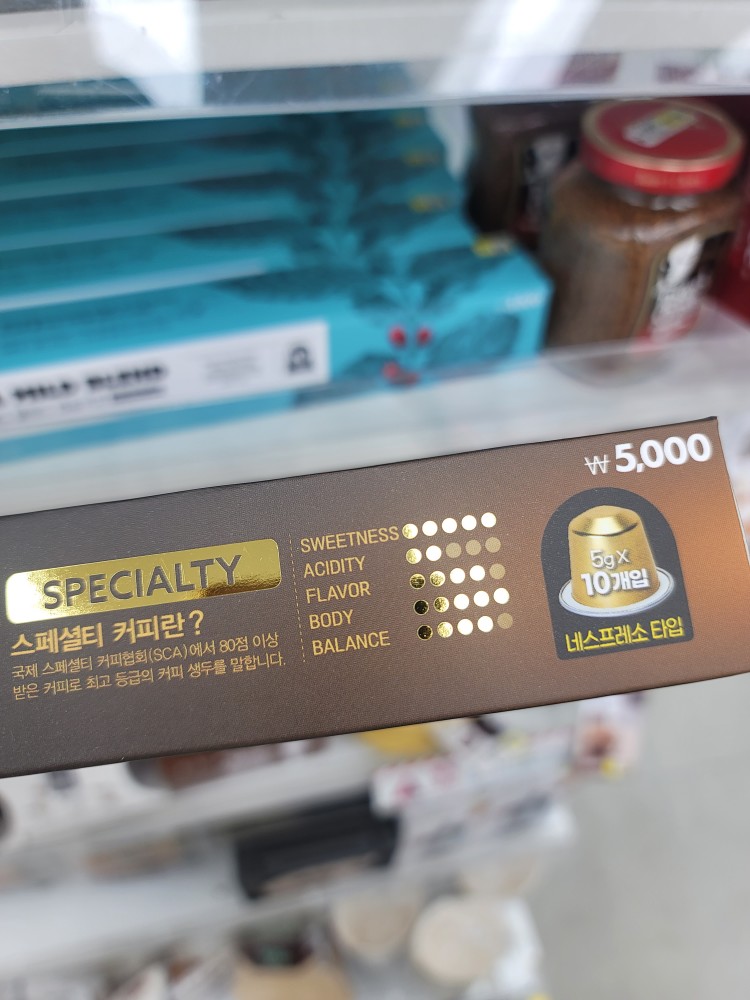 MILD BLEND
₩ 5,000
SPECIALTY
스페셜티 커피란?
국제 스페셜티 커피협회(SCA)에서 80점 이상
받은 커피로 최고 등급의 커피 생두를 말합니다.
SWEETNESS
ACIDITY
FLAVOR
BODY
BALANCE
5g X
10개입
네스프레소 타입